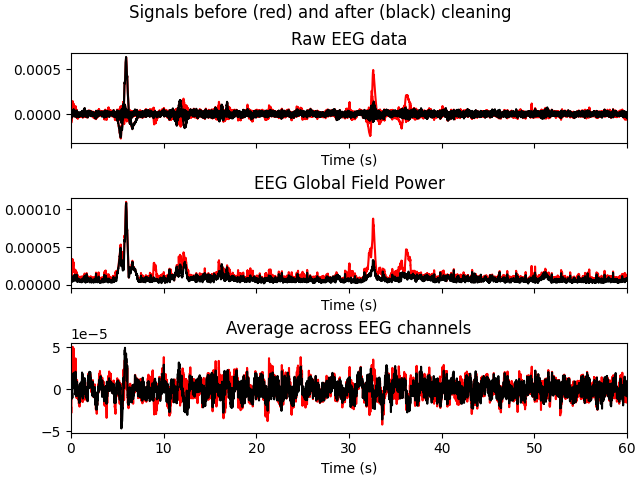 Signals before (red) and after (black) cleaning
Raw EEG data
0.0005
0.0000
Time (s)
EEG Global Field Power
0.00010
0.00005
0.00000
Time (s)
Average across EEG channels
1e−5
5
0
−5
0 10 20 30 40 50 60
Time (s)